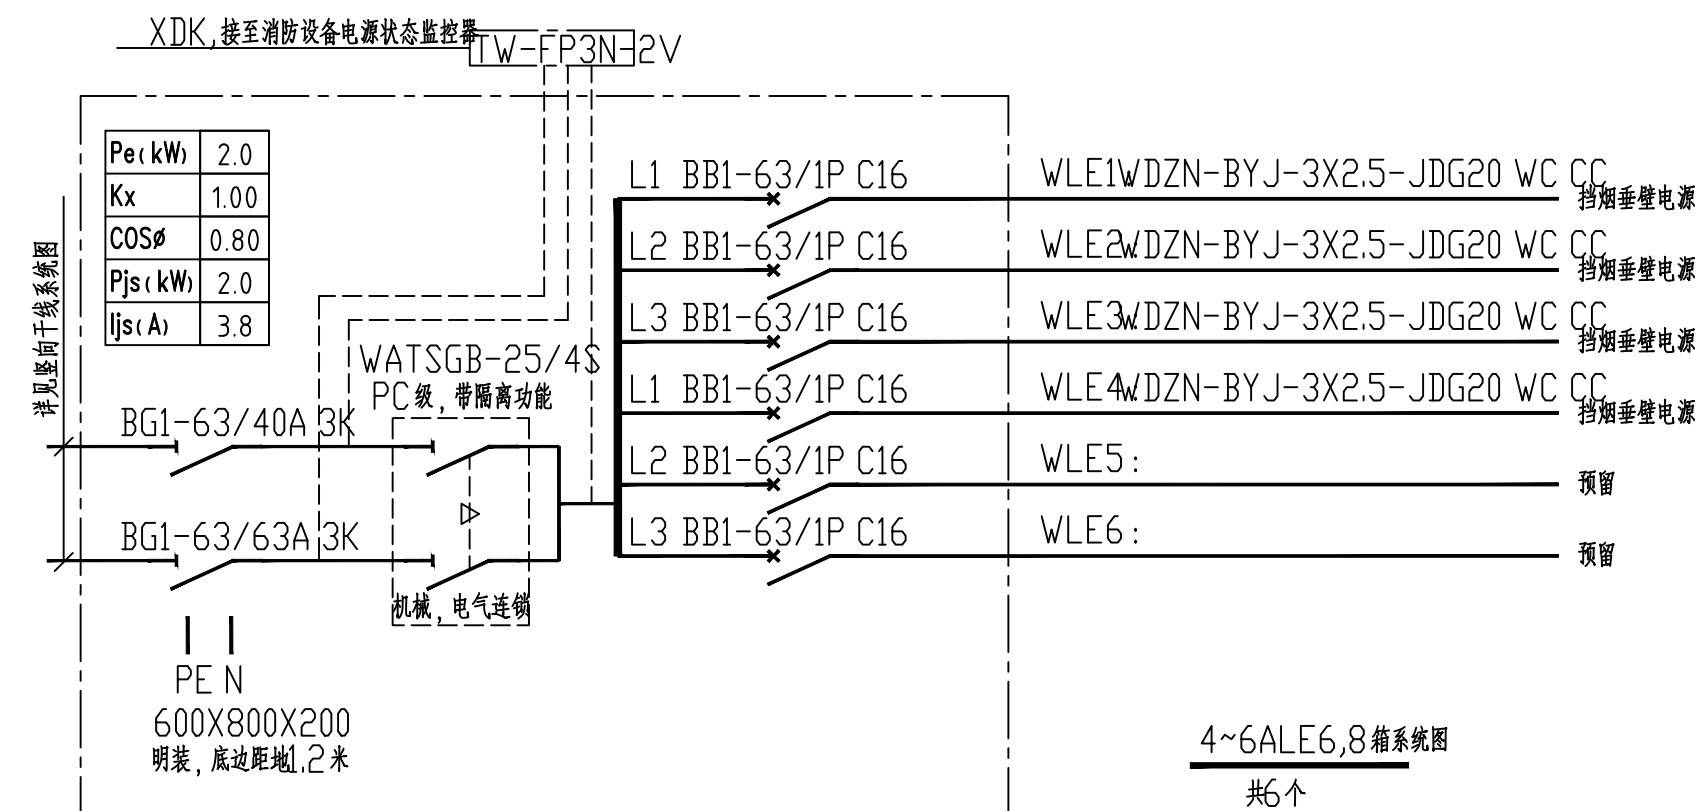 XDK,接至消防设备电源状态监控器
TW-FP3N-2V
Pe(kW) 2.0
Kx 1.00
COSø 0.80
Pjs(kW) 2.0
Ijs(A) 3.8
详见竖向干线系统图
WATSGB-25/4S
PC级,带隔离功能
BG1-63/40A 3K
BG1-63/63A 3K
机械,电气连锁
L1 BB1-63/1P C16 WLE1:WDZN-BYJ-3X2.5-JDG20 WC CC 挡烟垂壁电源
L2 BB1-63/1P C16 WLE2:WDZN-BYJ-3X2.5-JDG20 WC CC 挡烟垂壁电源
L3 BB1-63/1P C16 WLE3:WDZN-BYJ-3X2.5-JDG20 WC CC 挡烟垂壁电源
L1 BB1-63/1P C16 WLE4:WDZN-BYJ-3X2.5-JDG20 WC CC 挡烟垂壁电源
L2 BB1-63/1P C16 WLE5: 预留
L3 BB1-63/1P C16 WLE6: 预留
PE N
600X800X200
明装,底边距地1.2米
4~6ALE6,8箱系统图
共6个